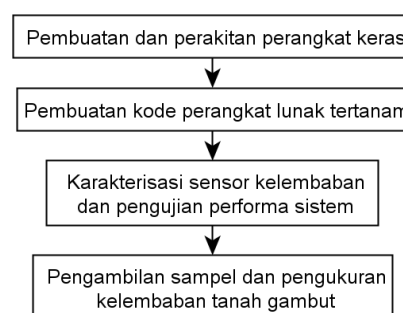 Pembuatan dan perakitan perangkat keras
Pembuatan kode perangkat lunak tertanam
Karakterisasi sensor kelembaban
dan pengujian performa sistem
Pengambilan sampel dan pengukuran
kelembaban tanah gambut